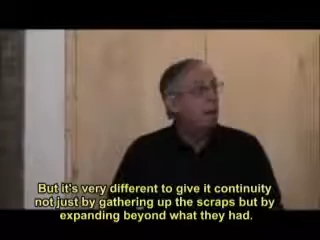 But it's very different to give it continuity
not just by gathering up the scraps but by
expanding beyond what they had.